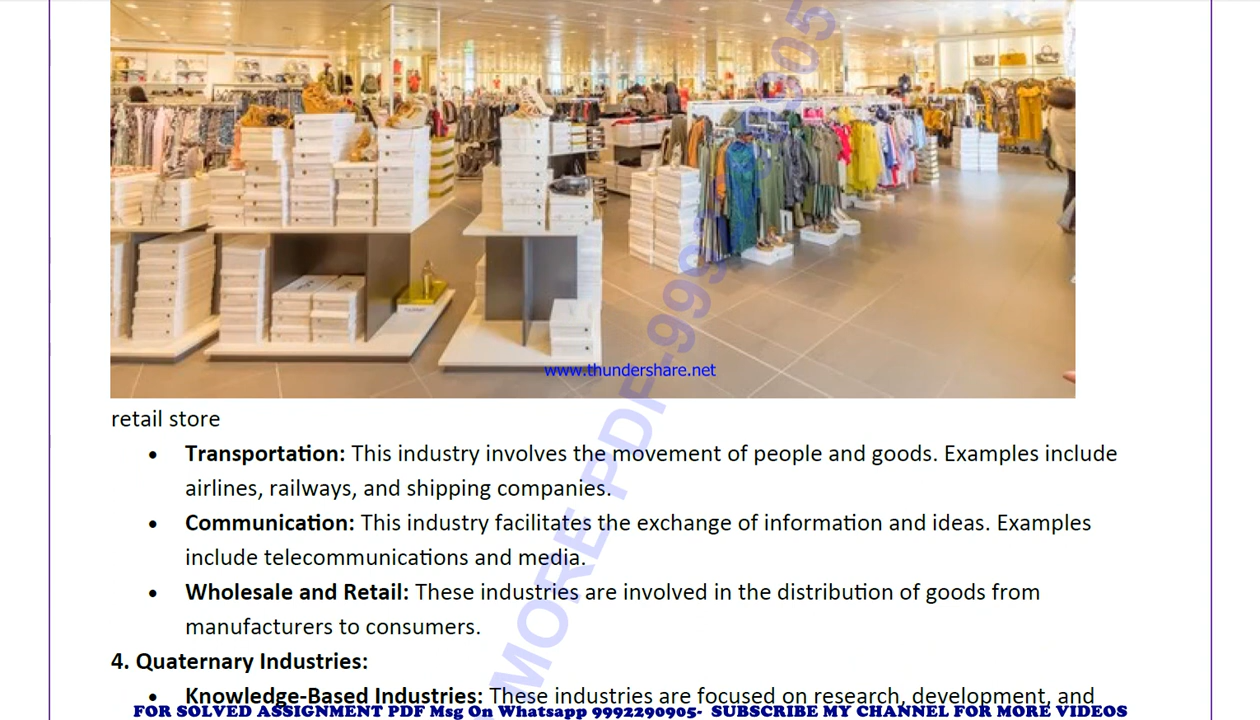 www.thundershare.net
retail store
• Transportation: This industry involves the movement of people and goods. Examples include
airlines, railways, and shipping companies.
• Communication: This industry facilitates the exchange of information and ideas. Examples
include telecommunications and media.
• Wholesale and Retail: These industries are involved in the distribution of goods from
manufacturers to consumers.
4. Quaternary Industries:
• Knowledge-Based Industries: These industries are focused on research, development, and
FOR SOLVED ASSIGNMENT PDF Msg On Whatsapp 9992290905- SUBSCRIBE MY CHANNEL FOR MORE VIDEOS
MORE PDF-999